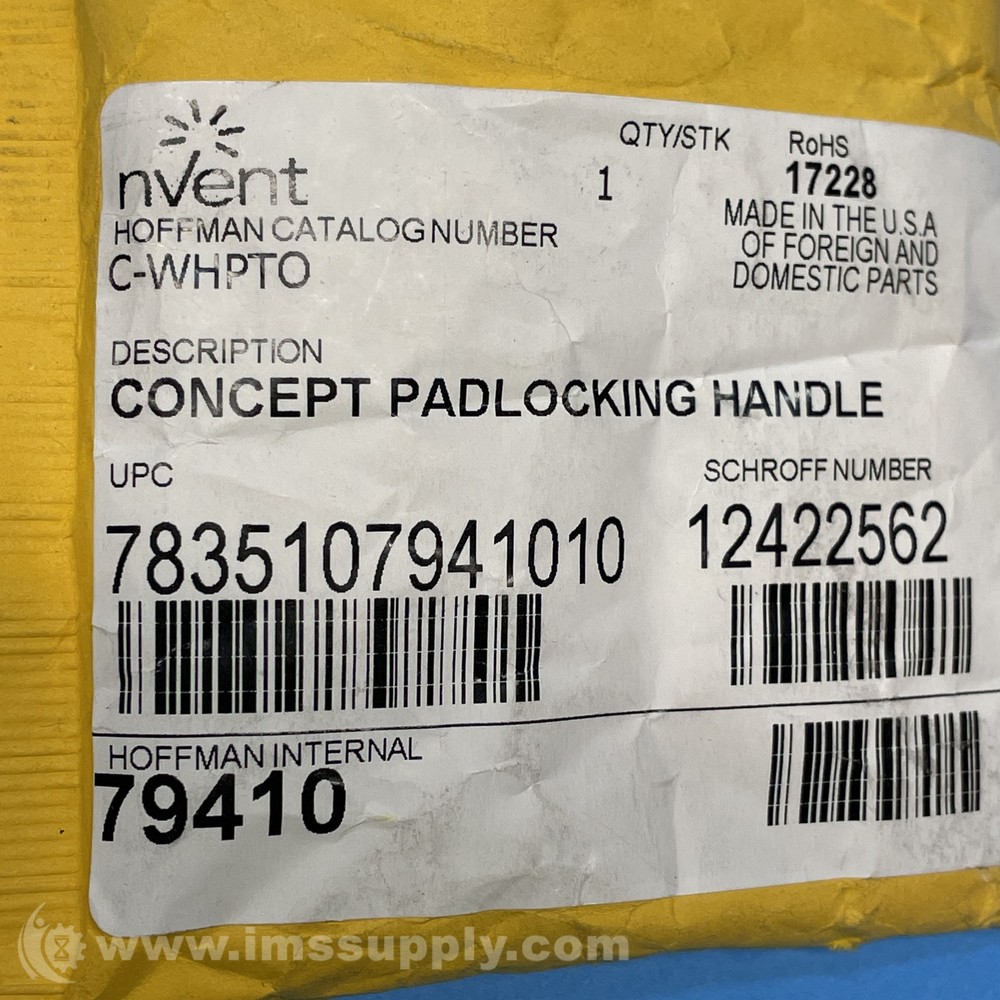 nVent
QTY/STK
1
RoHS
17228
MADE IN THE U.S.A
OF FOREIGN AND
DOMESTIC PARTS
HOFFMAN CATALOG NUMBER
C-WHPTO
DESCRIPTION
CONCEPT PADLOCKING HANDLE
UPC
7835107941010
SCHROFF NUMBER
12422562
HOFFMAN INTERNAL
79410
www.imssupply.com